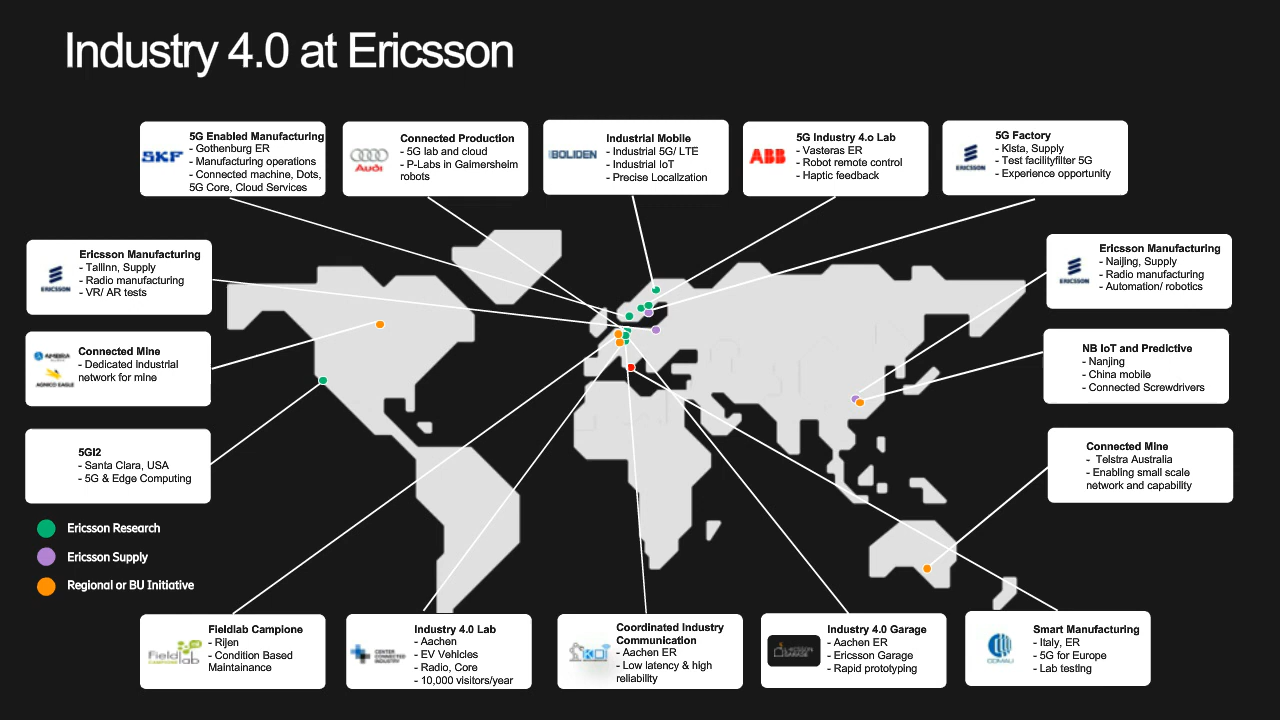 Industry 4.0 at Ericsson
SKF
5G Enabled Manufacturing
- Gothenburg ER
- Manufacturing operations
- Connected machine, Dots,
5G Core, Cloud Services
Audi
Connected Production
- 5G lab and cloud
- P-Labs in Gaimersheim
robots
BOLIDEN
Industrial Mobile
- Industrial 5G/ LTE
- Industrial IoT
- Precise Localization
ABB
5G Industry 4.o Lab
- Vasteras ER
- Robot remote control
- Haptic feedback
ERICSSON
5G Factory
- Kista, Supply
- Test facilityfilter 5G
- Experience opportunity
ERICSSON
Ericsson Manufacturing
- Tallinn, Supply
- Radio manufacturing
- VR/ AR tests
ERICSSON
Ericsson Manufacturing
- Naijing, Supply
- Radio manufacturing
- Automation/ robotics
AMBRA
AGNICO EAGLE
Connected Mine
- Dedicated Industrial
network for mine
NB IoT and Predictive
- Nanjing
- China mobile
- Connected Screwdrivers
5GI2
- Santa Clara, USA
- 5G & Edge Computing
Connected Mine
- Telstra Australia
- Enabling small scale
network and capability
Ericsson Research
Ericsson Supply
Regional or BU Initiative
Fieldlab
CAMPIONE
Fieldlab Campione
- Rijen
- Condition Based
Maintainance
CENTER
CONNECTED
INDUSTRY
Industry 4.0 Lab
- Aachen
- EV Vehicles
- Radio, Core
- 10,000 visitors/year
Coordinated Industry
Communication
- Aachen ER
- Low latency & high
reliability
ERICSSON
GARAGE
Industry 4.0 Garage
- Aachen ER
- Ericsson Garage
- Rapid prototyping
COMAU
Smart Manufacturing
- Italy, ER
- 5G for Europe
- Lab testing